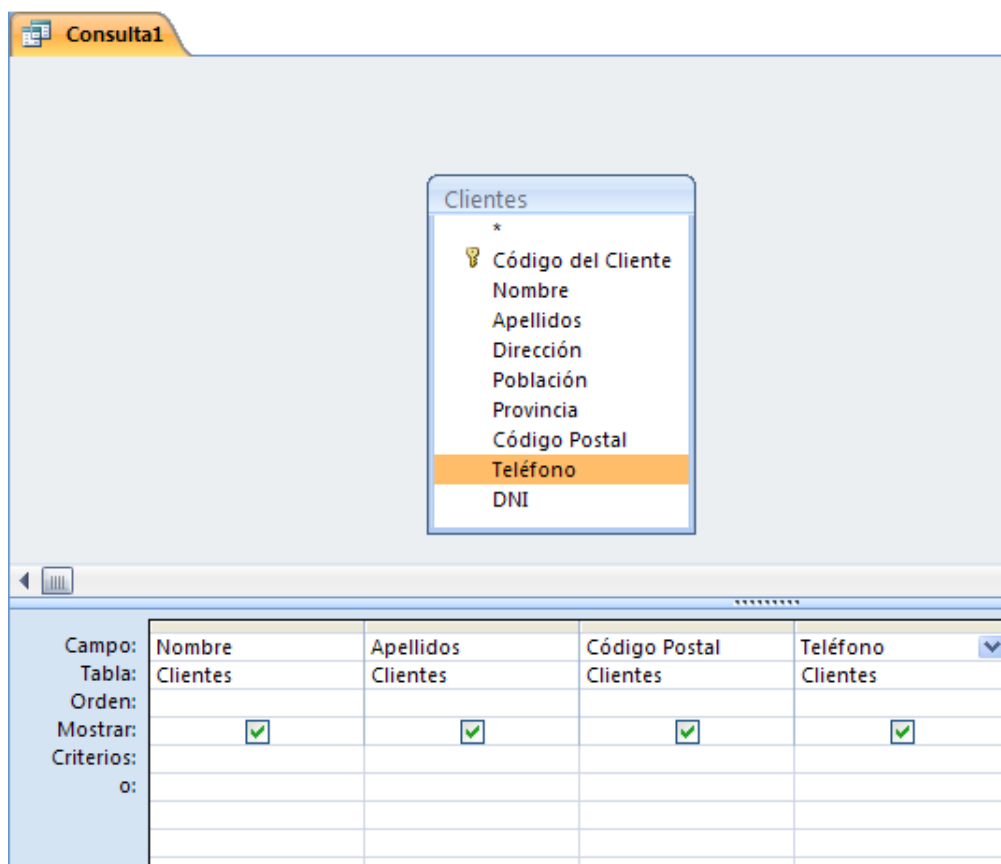 Consulta1
Clientes
*
Código del Cliente
Nombre
Apellidos
Dirección
Población
Provincia
Código Postal
Teléfono
DNI
Campo: Nombre Apellidos Código Postal Teléfono
Tabla: Clientes Clientes Clientes Clientes
Orden:
Mostrar:
Criterios:
o: